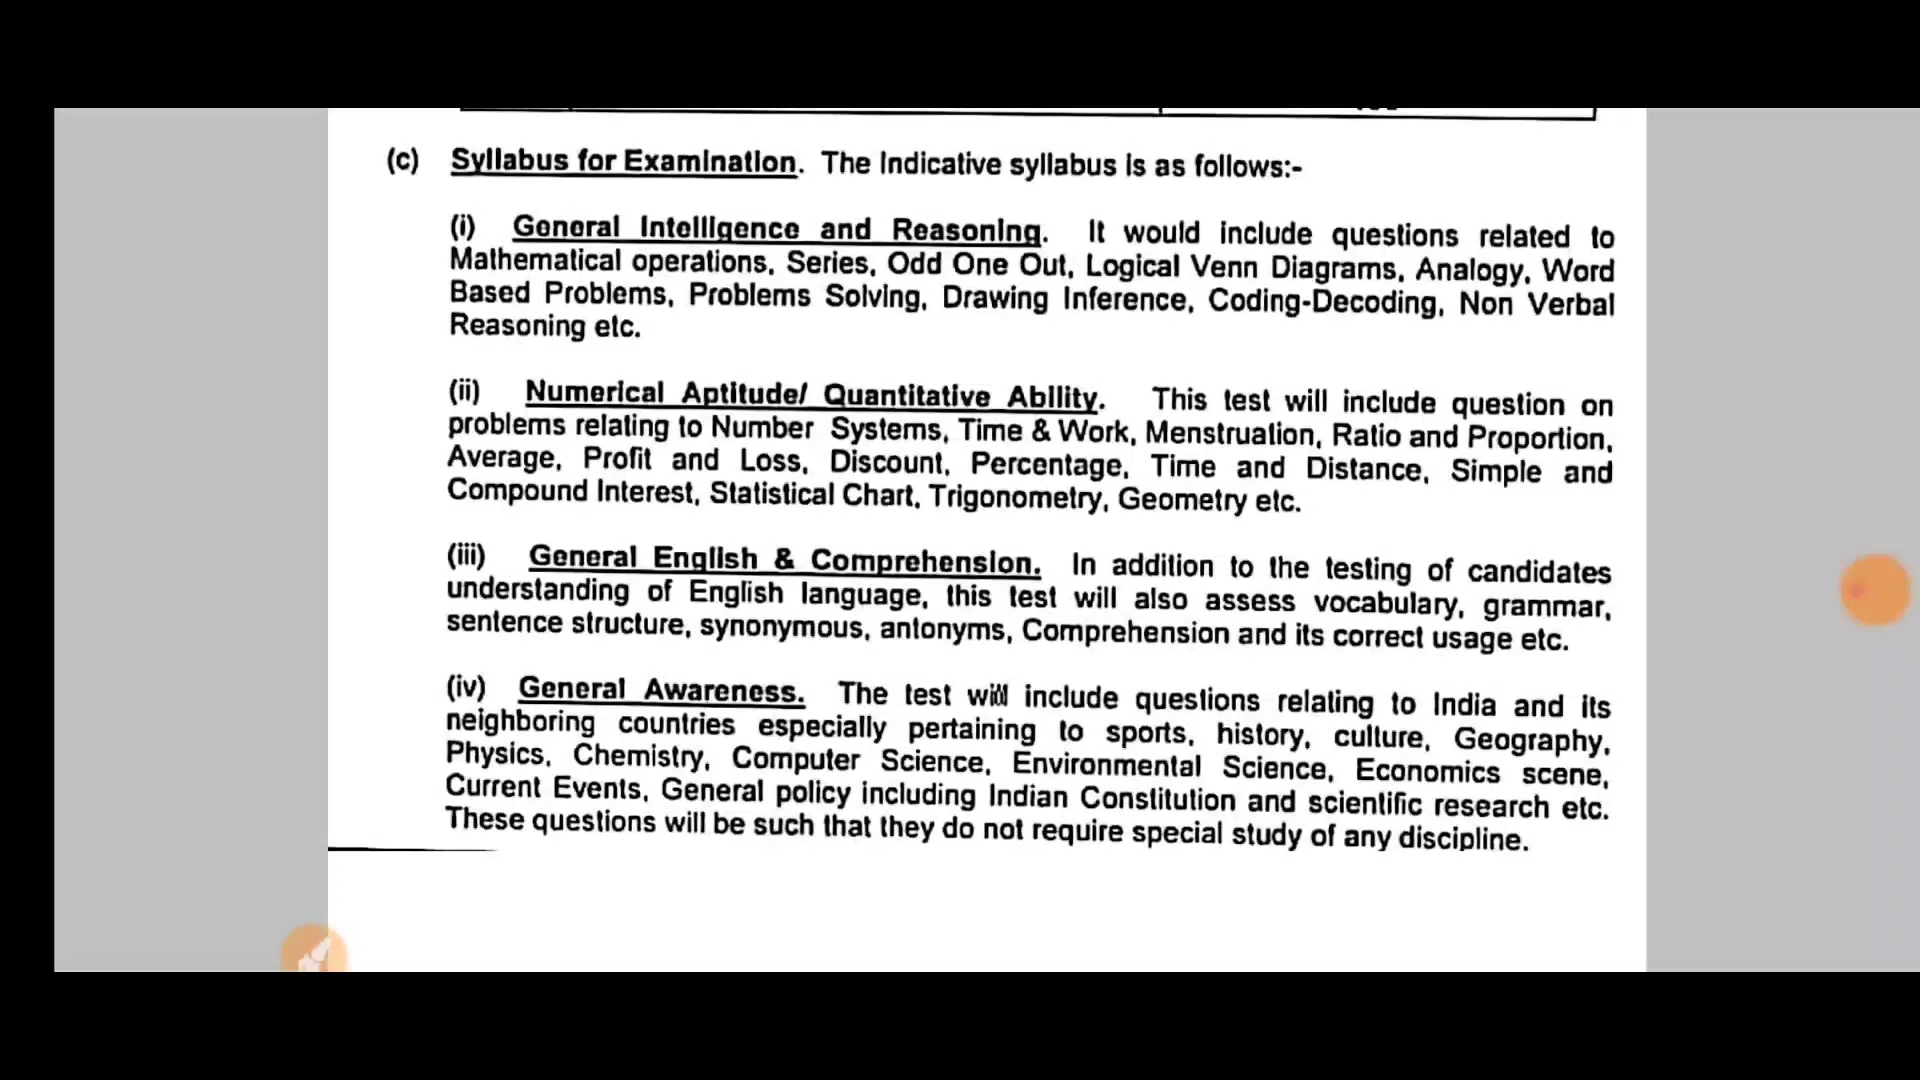 (c) Syllabus for Examination. The Indicative syllabus is as follows:-
(i) General Intelligence and Reasoning. It would include questions related to
Mathematical operations, Series, Odd One Out, Logical Venn Diagrams, Analogy, Word
Based Problems, Problems Solving, Drawing Inference, Coding-Decoding, Non Verbal
Reasoning etc.
(ii) Numerical Aptitude/ Quantitative Ability. This test will include question on
problems relating to Number Systems, Time & Work, Menstruation, Ratio and Proportion,
Average, Profit and Loss, Discount, Percentage, Time and Distance, Simple and
Compound Interest, Statistical Chart, Trigonometry, Geometry etc.
(iii) General English & Comprehension. In addition to the testing of candidates
understanding of English language, this test will also assess vocabulary, grammar,
sentence structure, synonymous, antonyms, Comprehension and its correct usage etc.
(iv) General Awareness. The test will include questions relating to India and its
neighboring countries especially pertaining to sports, history, culture, Geography,
Physics, Chemistry, Computer Science, Environmental Science, Economics scene,
Current Events, General policy including Indian Constitution and scientific research etc.
These questions will be such that they do not require special study of any discipline.